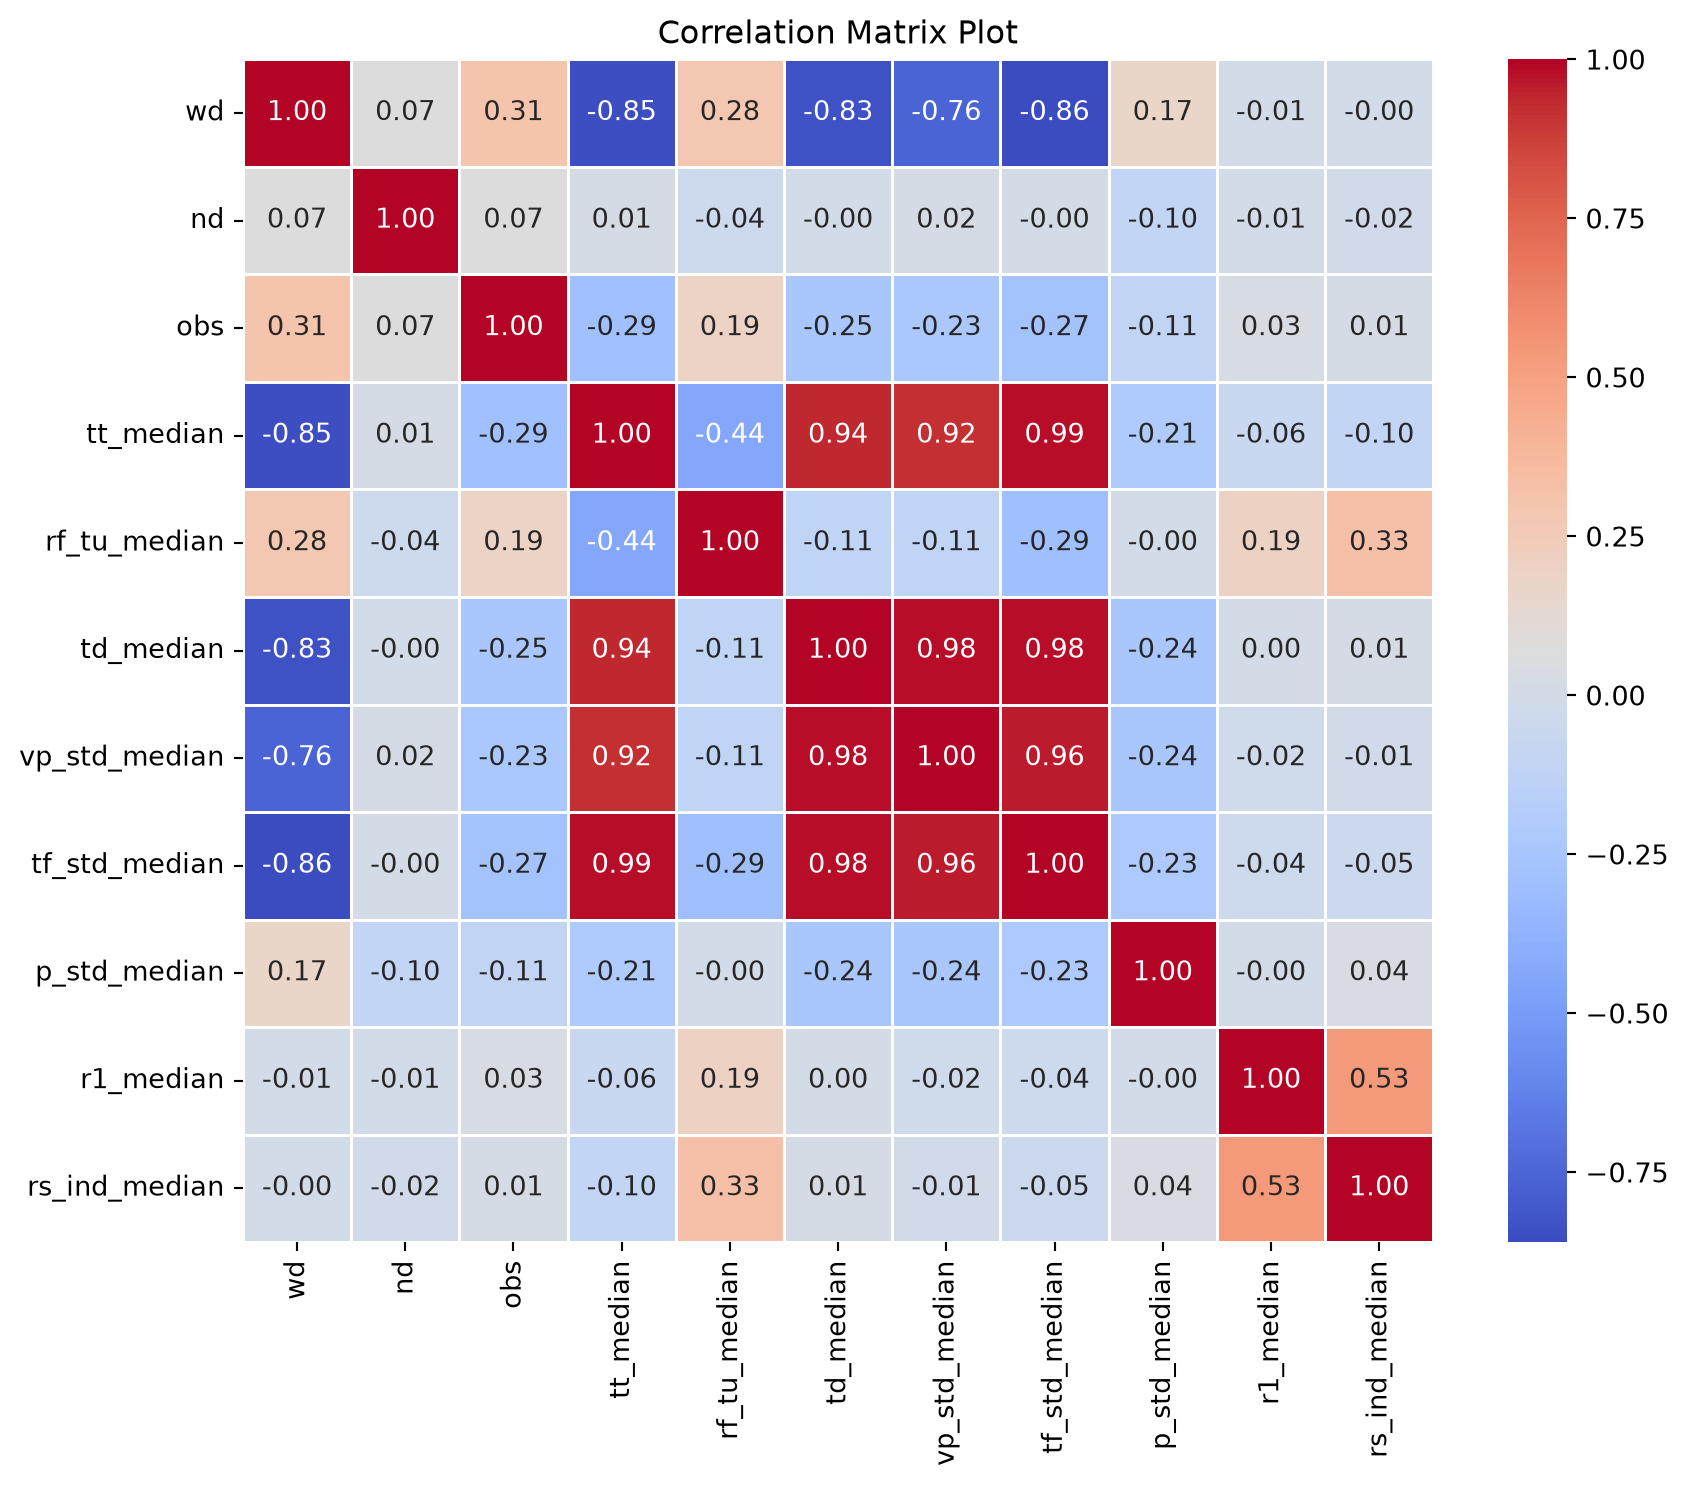 Correlation Matrix Plot
wd 1.00 0.07 0.31 -0.85 0.28 -0.83 -0.76 -0.86 0.17 -0.01 -0.00
nd 0.07 1.00 0.07 0.01 -0.04 -0.00 0.02 -0.00 -0.10 -0.01 -0.02
obs 0.31 0.07 1.00 -0.29 0.19 -0.25 -0.23 -0.27 -0.11 0.03 0.01
tt_median -0.85 0.01 -0.29 1.00 -0.44 0.94 0.92 0.99 -0.21 -0.06 -0.10
rf_tu_median 0.28 -0.04 0.19 -0.44 1.00 -0.11 -0.11 -0.29 -0.00 0.19 0.33
td_median -0.83 -0.00 -0.25 0.94 -0.11 1.00 0.98 0.98 -0.24 0.00 0.01
vp_std_median -0.76 0.02 -0.23 0.92 -0.11 0.98 1.00 0.96 -0.24 -0.02 -0.01
tf_std_median -0.86 -0.00 -0.27 0.99 -0.29 0.98 0.96 1.00 -0.23 -0.04 -0.05
p_std_median 0.17 -0.10 -0.11 -0.21 -0.00 -0.24 -0.24 -0.23 1.00 -0.00 0.04
r1_median -0.01 -0.01 0.03 -0.06 0.19 0.00 -0.02 -0.04 -0.00 1.00 0.53
rs_ind_median -0.00 -0.02 0.01 -0.10 0.33 0.01 -0.01 -0.05 0.04 0.53 1.00
wd nd obs tt_median rf_tu_median td_median vp_std_median tf_std_median p_std_median r1_median rs_ind_median
1.00
0.75
0.50
0.25
0.00
−0.25
−0.50
−0.75